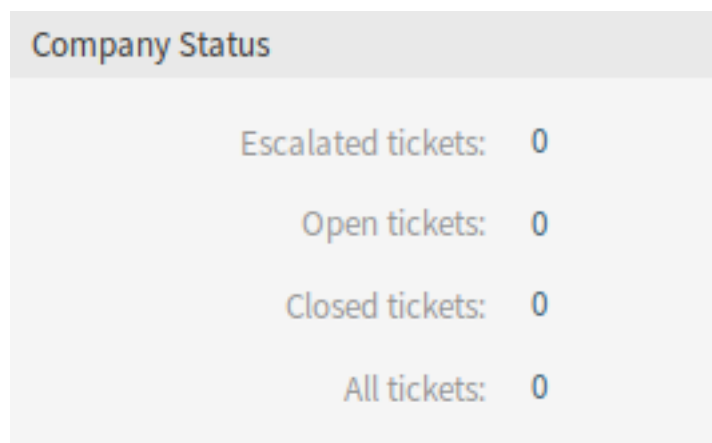 Company Status
Escalated tickets: 0
Open tickets: 0
Closed tickets: 0
All tickets: 0